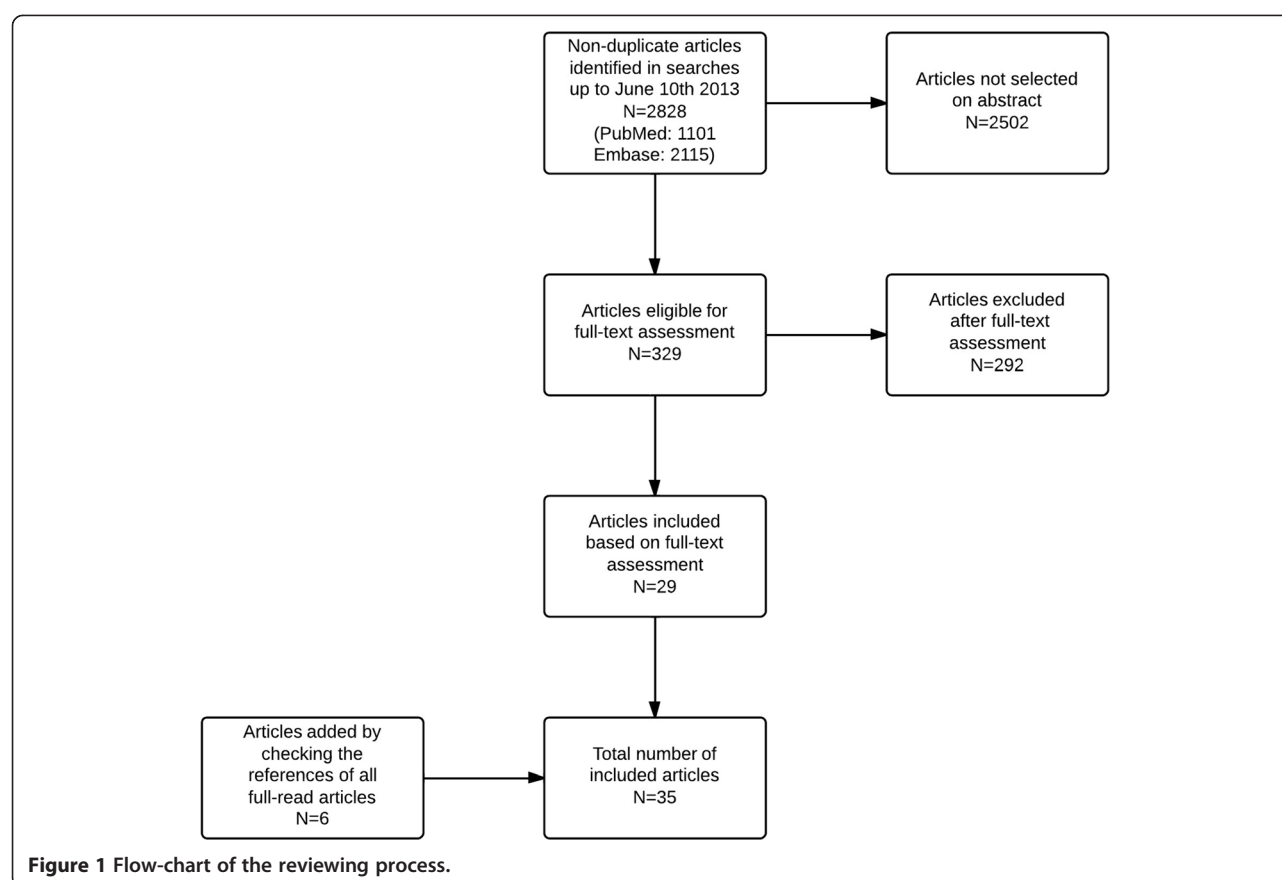 Non-duplicate articles
identified in searches
up to June 10th 2013
N=2828
(PubMed: 1101
Embase: 2115)
Articles not selected
on abstract
N=2502
Articles eligible for
full-text assessment
N=329
Articles excluded
after full-text
assessment
N=292
Articles included
based on full-text
assessment
N=29
Articles added by
checking the
references of all
full-read articles
N=6
Total number of
included articles
N=35
Figure 1 Flow-chart of the reviewing process.